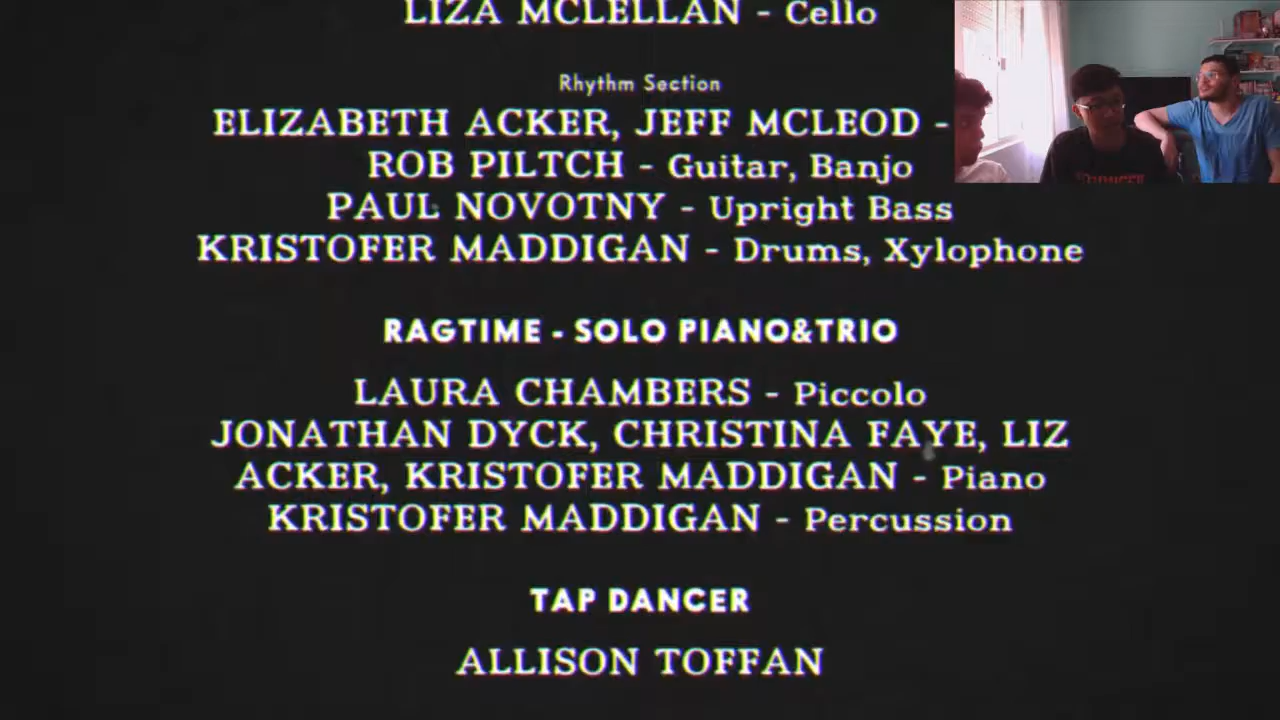 LIZA MCLELLAN - Cello
Rhythm Section
ELIZABETH ACKER, JEFF MCLEOD -
ROB PILTCH - Guitar, Banjo
PAUL NOVOTNY - Upright Bass
KRISTOFER MADDIGAN - Drums, Xylophone
RAGTIME - SOLO PIANO&TRIO
LAURA CHAMBERS - Piccolo
JONATHAN DYCK, CHRISTINA FAYE, LIZ
ACKER, KRISTOFER MADDIGAN - Piano
KRISTOFER MADDIGAN - Percussion
TAP DANCER
ALLISON TOFFAN